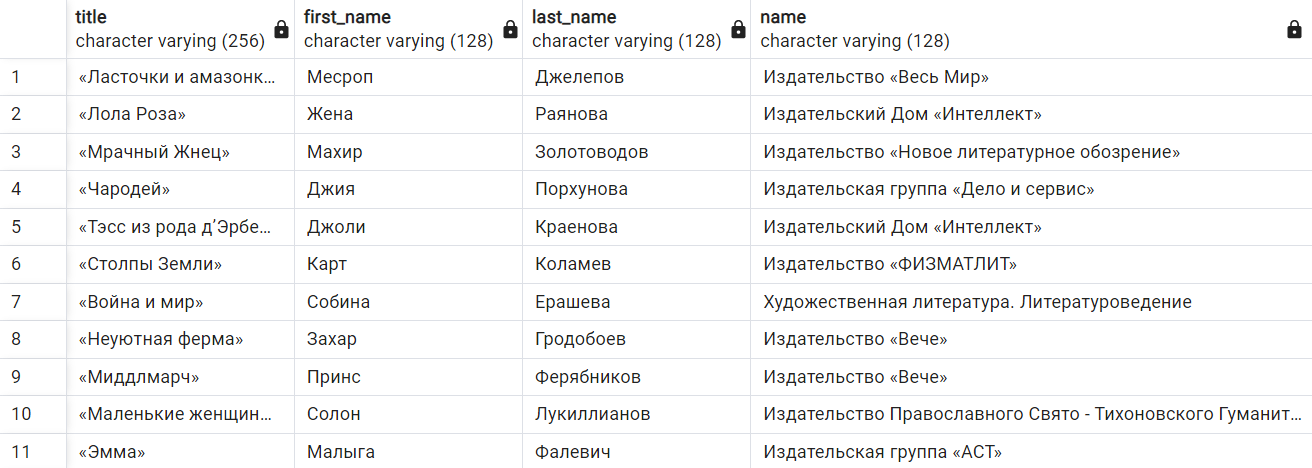 title first_name last_name name
character varying (256) character varying (128) character varying (128) character varying (128)
1 «Ласточки и амазонк... Месроп Джелепов Издательство «Весь Мир»
2 «Лола Роза» Жена Раянова Издательский Дом «Интеллект»
3 «Мрачный Жнец» Махир Золотоводов Издательство «Новое литературное обозрение»
4 «Чародей» Джия Порхунова Издательская группа «Дело и сервис»
5 «Тэсс из рода д’Эрбе... Джоли Краенова Издательский Дом «Интеллект»
6 «Столпы Земли» Карт Коламев Издательство «ФИЗМАТЛИТ»
7 «Война и мир» Собина Ерашева Художественная литература. Литературоведение
8 «Неуютная ферма» Захар Гродобоев Издательство «Вече»
9 «Миддлмарч» Принс Ферябников Издательство «Вече»
10 «Маленькие женщин... Солон Лукиллианов Издательство Православного Свято - Тихоновского Гуманит...
11 «Эмма» Малыга Фалевич Издательская группа «АСТ»